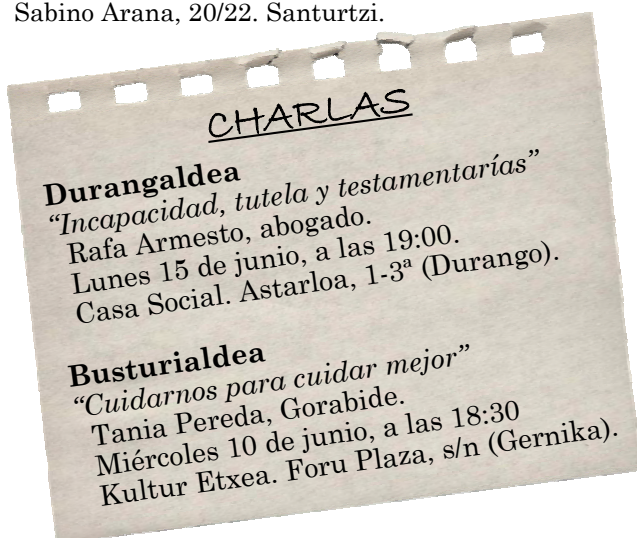 Sabino Arana, 20/22. Santurtzi.
CHARLAS
Durangaldea
“Incapacidad, tutela y testamentarías”
Rafa Armesto, abogado.
Lunes 15 de junio, a las 19:00.
Casa Social. Astarloa, 1-3ª (Durango).
Busturialdea
“Cuidarnos para cuidar mejor”
Tania Pereda, Gorabide.
Miércoles 10 de junio, a las 18:30
Kultur Etxea. Foru Plaza, s/n (Gernika).